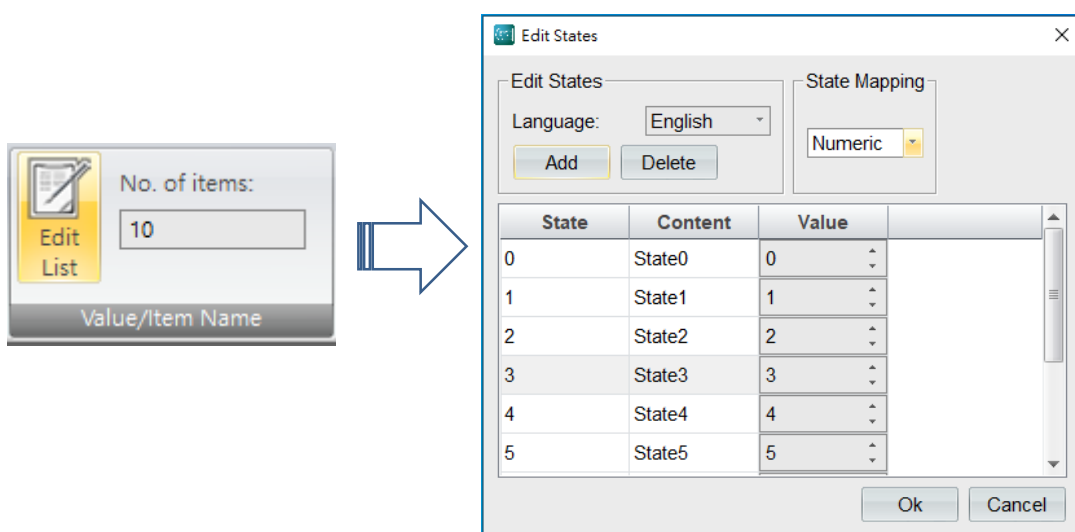 No. of items:
10
Edit
List
Value/Item Name
Edit States
Edit States
Language: English
Add Delete
State Mapping
Numeric
State Content Value
0 State0 0
1 State1 1
2 State2 2
3 State3 3
4 State4 4
5 State5 5
Ok Cancel